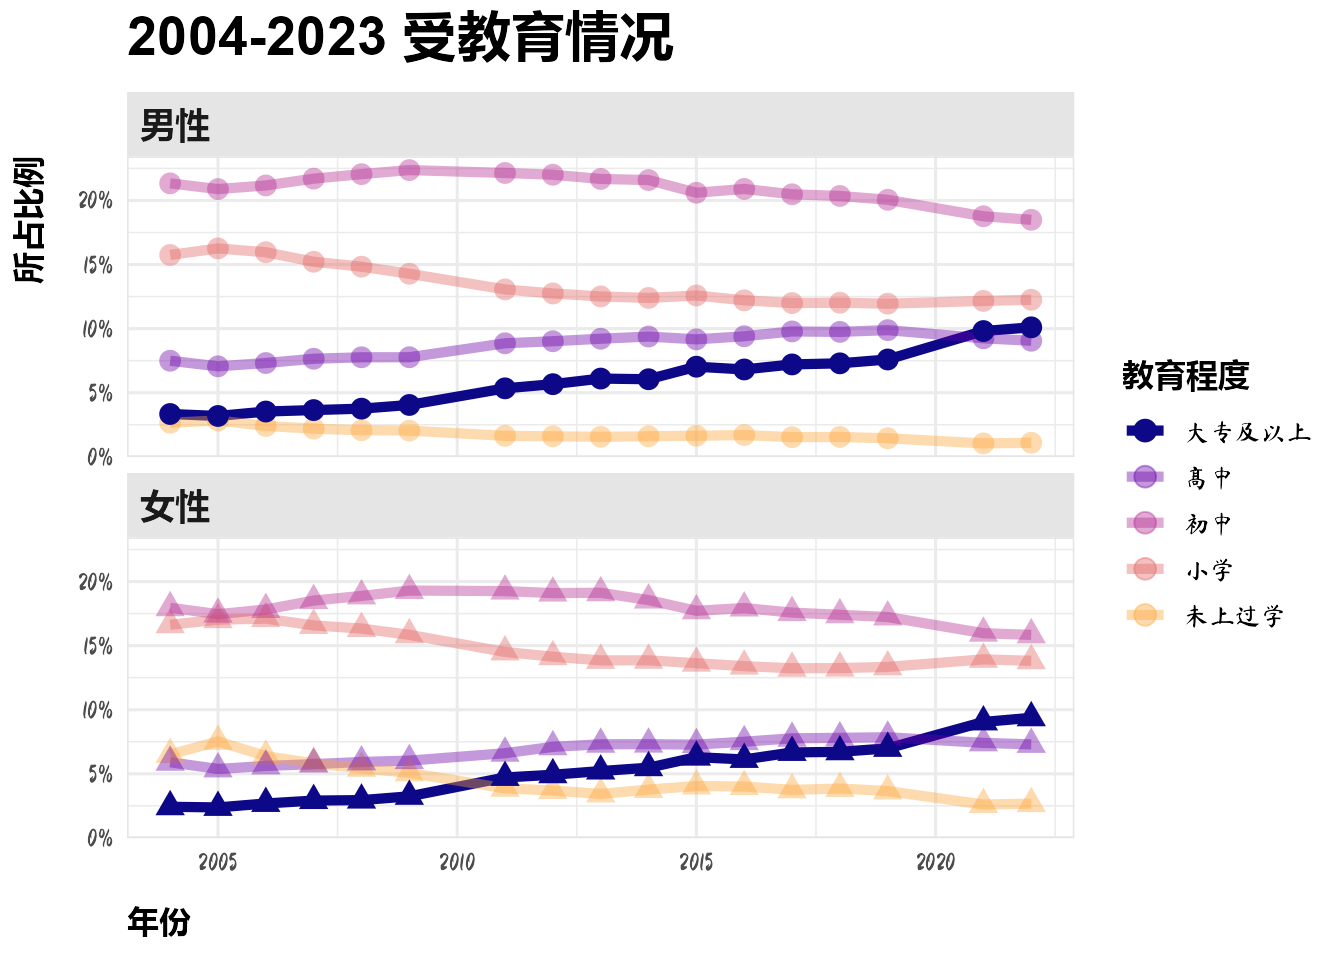 2004-2023 受教育情况
男性
所占比例
20%
15%
10%
5%
0%
女性
20%
15%
10%
5%
0%
2005
2010
2015
2020
年份
教育程度
大专及以上
高中
初中
小学
未上过学